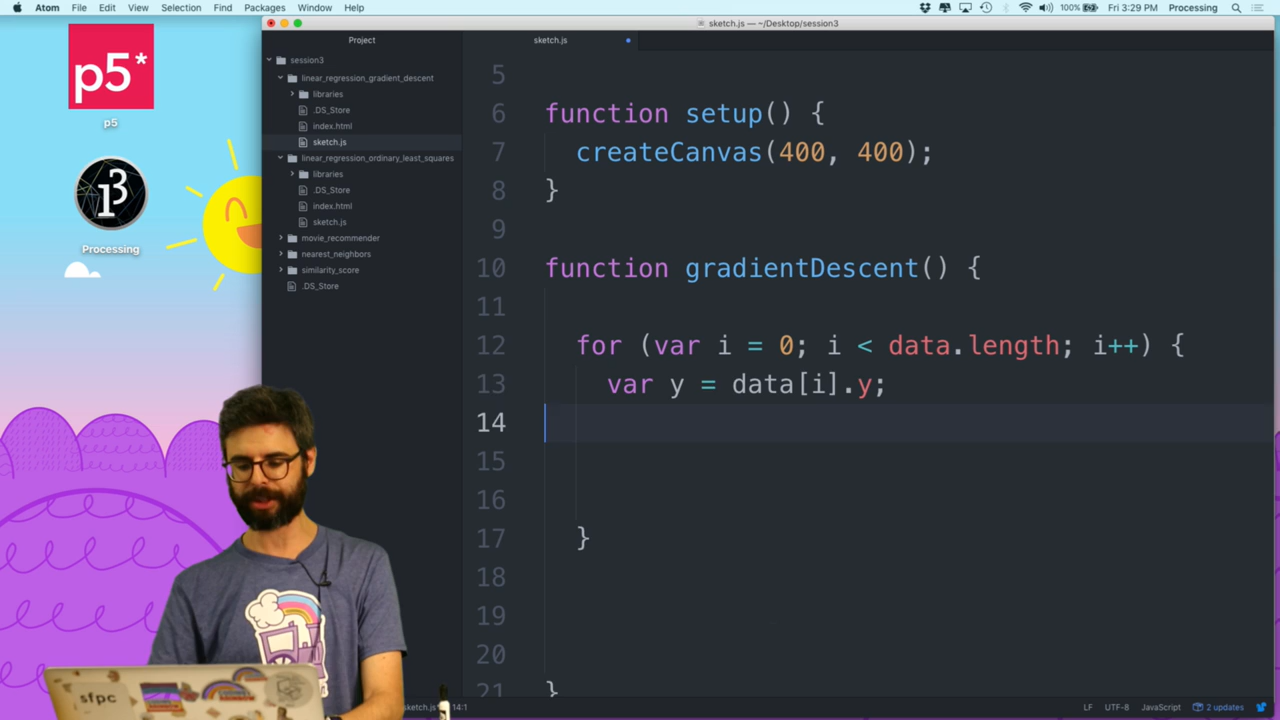 Atom File Edit View Selection Find Packages Window Help 100% Fri 3:29 PM Processing
sketch.js — ~/Desktop/session3
Project
sketch.js
session3
linear_regression_gradient_descent
libraries
.DS_Store
index.html
sketch.js
linear_regression_ordinary_least_squares
libraries
.DS_Store
index.html
sketch.js
movie_recommender
nearest_neighbors
similarity_score
.DS_Store
p5*
p5
Processing
5
6 function setup() {
7 createCanvas(400, 400);
8 }
9
10 function gradientDescent() {
11
12 for (var i = 0; i < data.length; i++) {
13 var y = data[i].y;
14
15
16
17 }
18
19
20
21 }
sfpc
sketch.js 14:1 LF UTF-8 JavaScript 2 updates